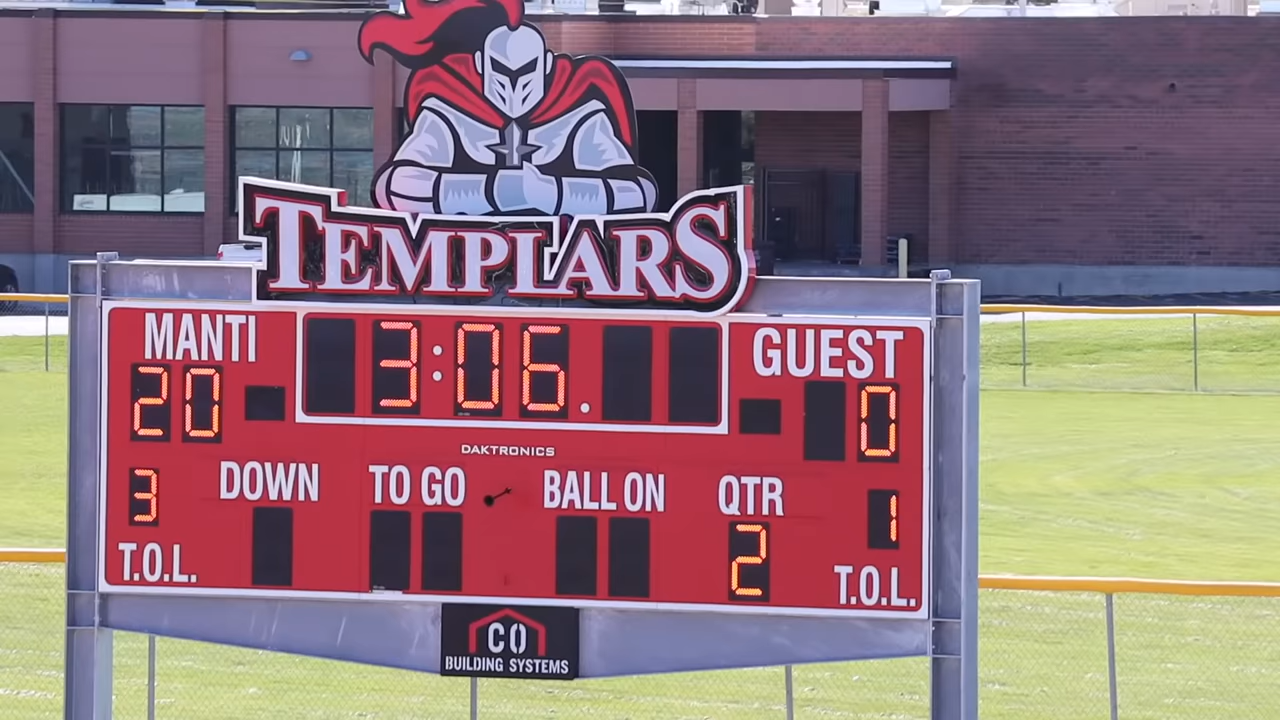 TEMPLARS
MANTI
3:06.
GUEST
20
0
DAKTRONICS
DOWN
TO GO
BALL ON
QTR
3
1
2
T.O.L.
T.O.L.
CO
BUILDING SYSTEMS